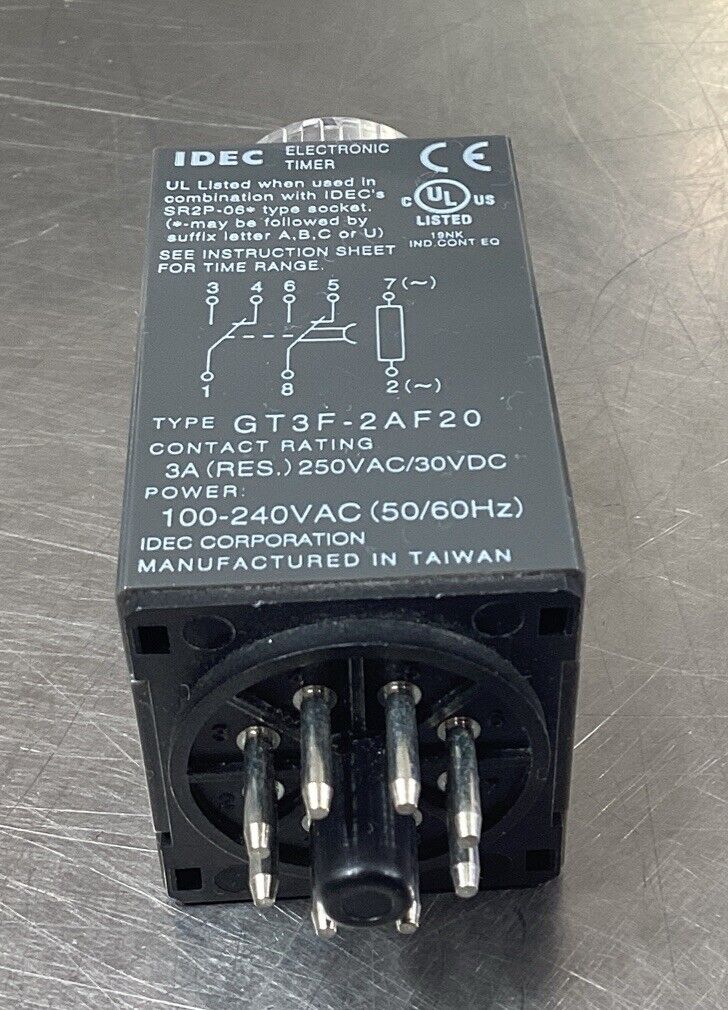 IDEC ELECTRONIC TIMER
CE
UL Listed when used in
combination with IDEC's
SR2P-06* type socket.
(*-may be followed by
suffix letter A,B,C or U)
C UL US
LISTED
19NK
IND.CONT EQ
SEE INSTRUCTION SHEET
FOR TIME RANGE.
3 4 6 5 7(~)
1 8 2(~)
TYPE GT3F-2AF20
CONTACT RATING
3A(RES.)250VAC/30VDC
POWER:
100-240VAC(50/60Hz)
IDEC CORPORATION
MANUFACTURED IN TAIWAN